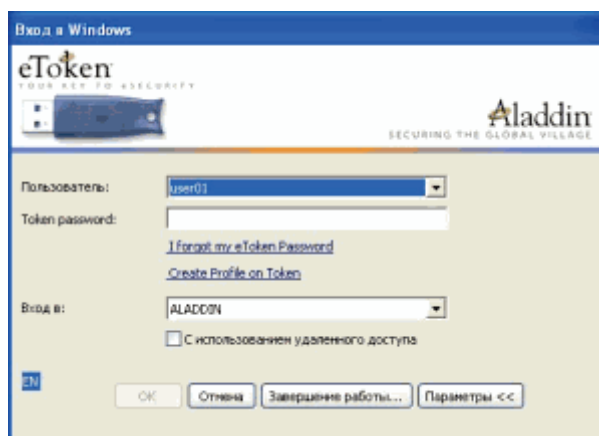 Вход в Windows
eToken
YOUR KEY TO eSECURITY
Aladdin
SECURING THE GLOBAL VILLAGE
Пользователь: user01
Token password:
I forgot my eToken Password
Create Profile on Token
Вход в: ALADDIN
С использованием удаленного доступа
EN
OK Отмена Завершение работы... Параметры <<